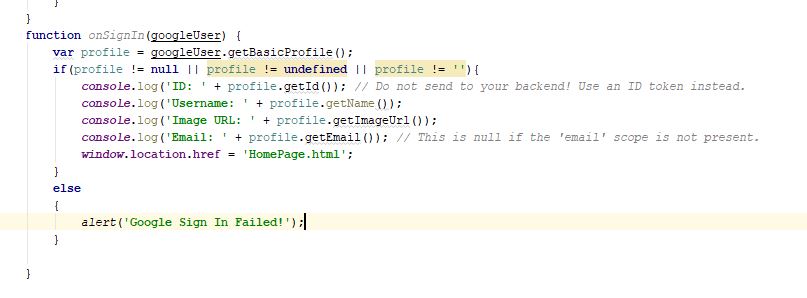 }
}
function onSignIn(googleUser) {
var profile = googleUser.getBasicProfile();
if(profile != null || profile != undefined || profile != ''){
console.log('ID: ' + profile.getId()); // Do not send to your backend! Use an ID token instead.
console.log('Username: ' + profile.getName());
console.log('Image URL: ' + profile.getImageUrl());
console.log('Email: ' + profile.getEmail()); // This is null if the 'email' scope is not present.
window.location.href = 'HomePage.html';
}
else
{
alert('Google Sign In Failed!');
}
}